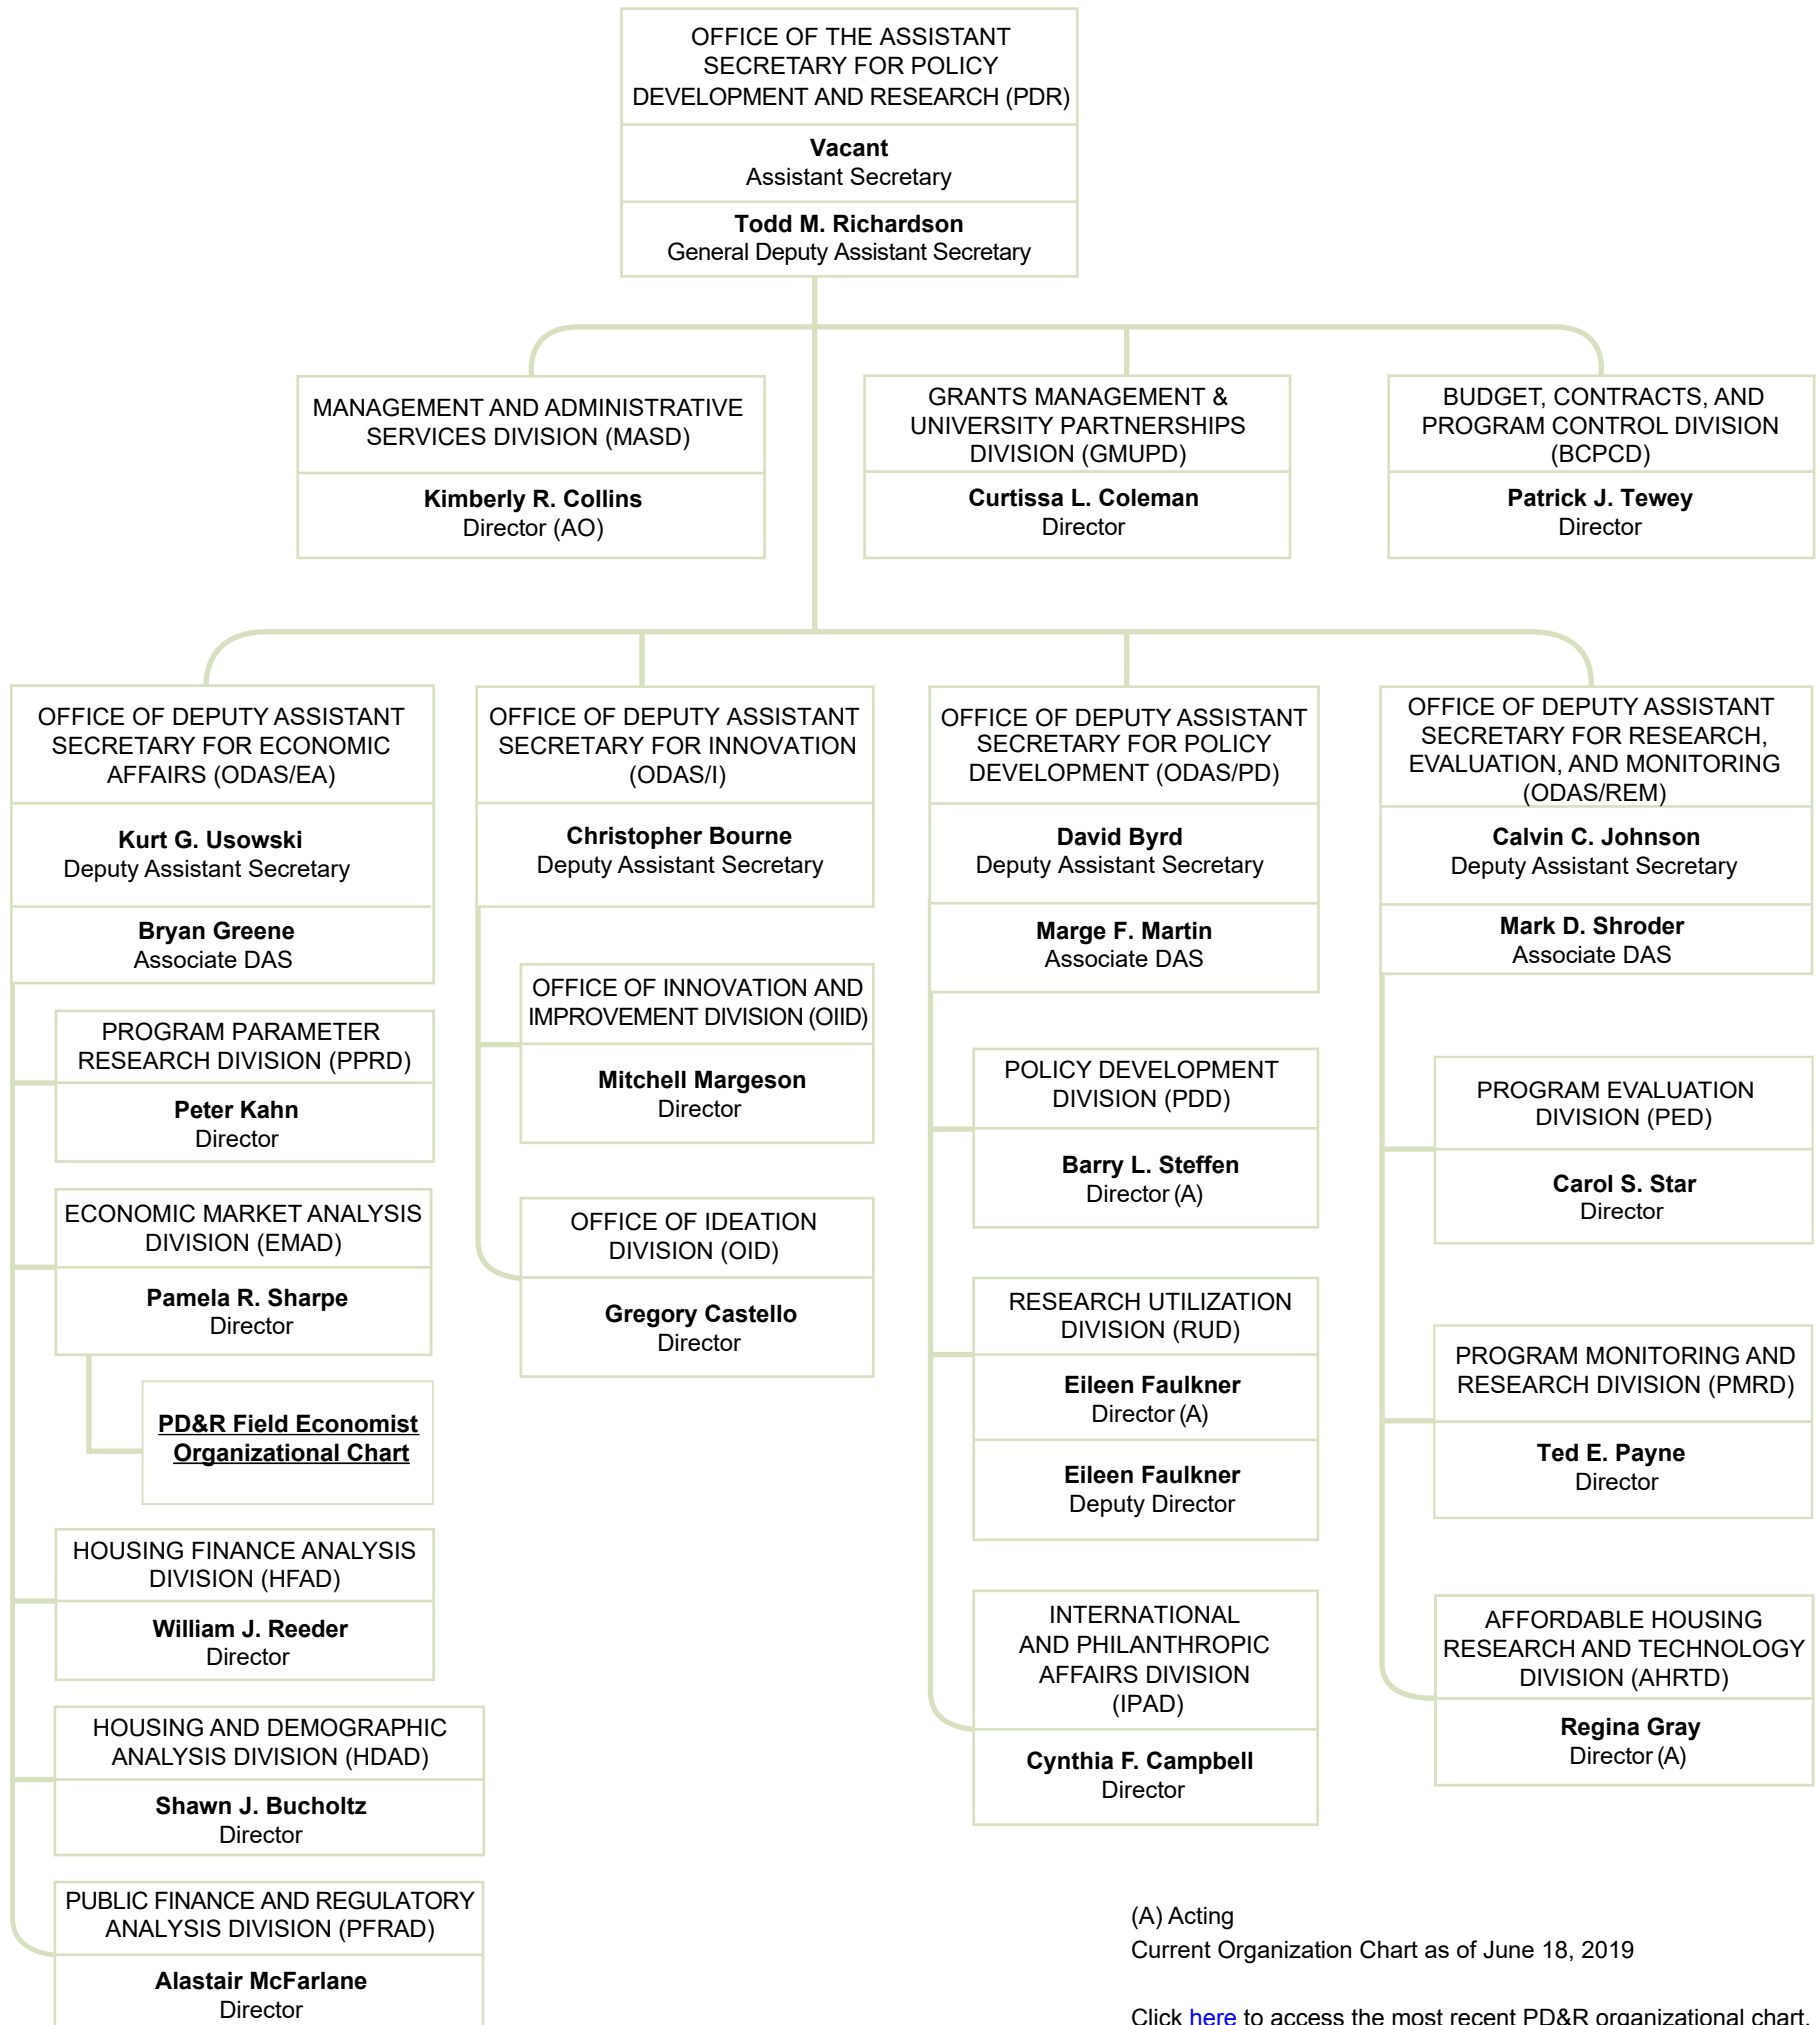 OFFICE OF THE ASSISTANT
SECRETARY FOR POLICY
DEVELOPMENT AND RESEARCH (PDR)
Vacant
Assistant Secretary
Todd M. Richardson
General Deputy Assistant Secretary
MANAGEMENT AND ADMINISTRATIVE
SERVICES DIVISION (MASD)
Kimberly R. Collins
Director (AO)
GRANTS MANAGEMENT &
UNIVERSITY PARTNERSHIPS
DIVISION (GMUPD)
Curtissa L. Coleman
Director
BUDGET, CONTRACTS, AND
PROGRAM CONTROL DIVISION
(BCPCD)
Patrick J. Tewey
Director
OFFICE OF DEPUTY ASSISTANT
SECRETARY FOR ECONOMIC
AFFAIRS (ODAS/EA)
Kurt G. Usowski
Deputy Assistant Secretary
Bryan Greene
Associate DAS
PROGRAM PARAMETER
RESEARCH DIVISION (PPRD)
Peter Kahn
Director
ECONOMIC MARKET ANALYSIS
DIVISION (EMAD)
Pamela R. Sharpe
Director
PD&R Field Economist
Organizational Chart
HOUSING FINANCE ANALYSIS
DIVISION (HFAD)
William J. Reeder
Director
HOUSING AND DEMOGRAPHIC
ANALYSIS DIVISION (HDAD)
Shawn J. Bucholtz
Director
PUBLIC FINANCE AND REGULATORY
ANALYSIS DIVISION (PFRAD)
Alastair McFarlane
Director
OFFICE OF DEPUTY ASSISTANT
SECRETARY FOR INNOVATION
(ODAS/I)
Christopher Bourne
Deputy Assistant Secretary
OFFICE OF INNOVATION AND
IMPROVEMENT DIVISION (OIID)
Mitchell Margeson
Director
OFFICE OF IDEATION
DIVISION (OID)
Gregory Castello
Director
OFFICE OF DEPUTY ASSISTANT
SECRETARY FOR POLICY
DEVELOPMENT (ODAS/PD)
David Byrd
Deputy Assistant Secretary
Marge F. Martin
Associate DAS
POLICY DEVELOPMENT
DIVISION (PDD)
Barry L. Steffen
Director (A)
RESEARCH UTILIZATION
DIVISION (RUD)
Eileen Faulkner
Director (A)
Eileen Faulkner
Deputy Director
INTERNATIONAL
AND PHILANTHROPIC
AFFAIRS DIVISION
(IPAD)
Cynthia F. Campbell
Director
OFFICE OF DEPUTY ASSISTANT
SECRETARY FOR RESEARCH,
EVALUATION, AND MONITORING
(ODAS/REM)
Calvin C. Johnson
Deputy Assistant Secretary
Mark D. Shroder
Associate DAS
PROGRAM EVALUATION
DIVISION (PED)
Carol S. Star
Director
PROGRAM MONITORING AND
RESEARCH DIVISION (PMRD)
Ted E. Payne
Director
AFFORDABLE HOUSING
RESEARCH AND TECHNOLOGY
DIVISION (AHRTD)
Regina Gray
Director (A)
(A) Acting
Current Organization Chart as of June 18, 2019
Click here to access the most recent PD&R organizational chart.